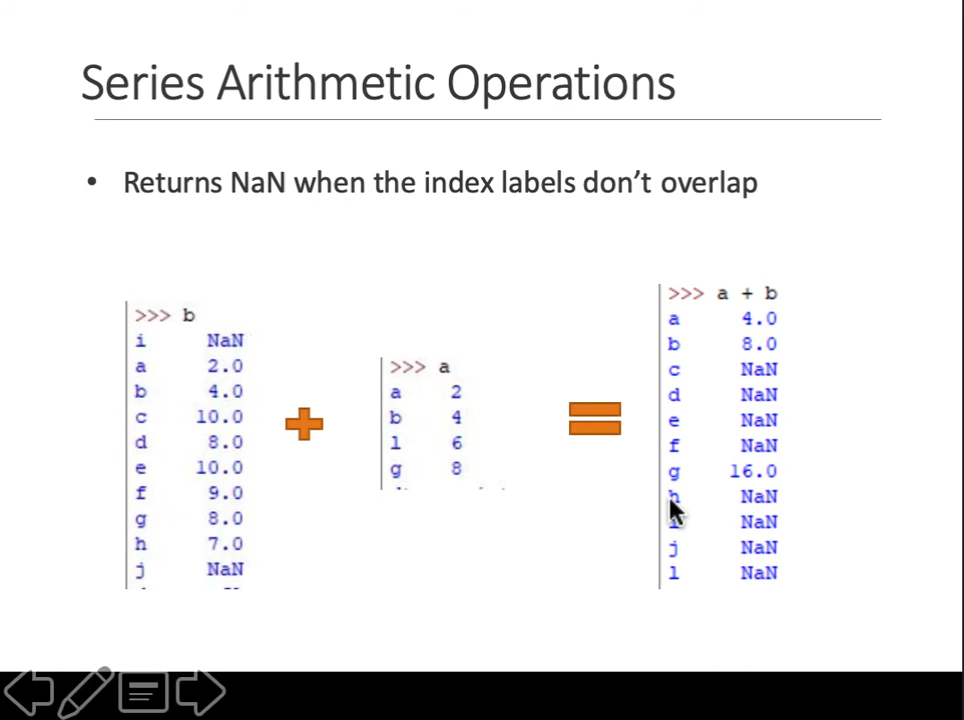 Series Arithmetic Operations
• Returns NaN when the index labels don’t overlap
>>> b
i NaN
a 2.0
b 4.0
c 10.0
d 8.0
e 10.0
f 9.0
g 8.0
h 7.0
j NaN
>>> a
a 2
b 4
l 6
g 8
>>> a + b
a 4.0
b 8.0
c NaN
d NaN
e NaN
f NaN
g 16.0
h NaN
NaN
j NaN
l NaN